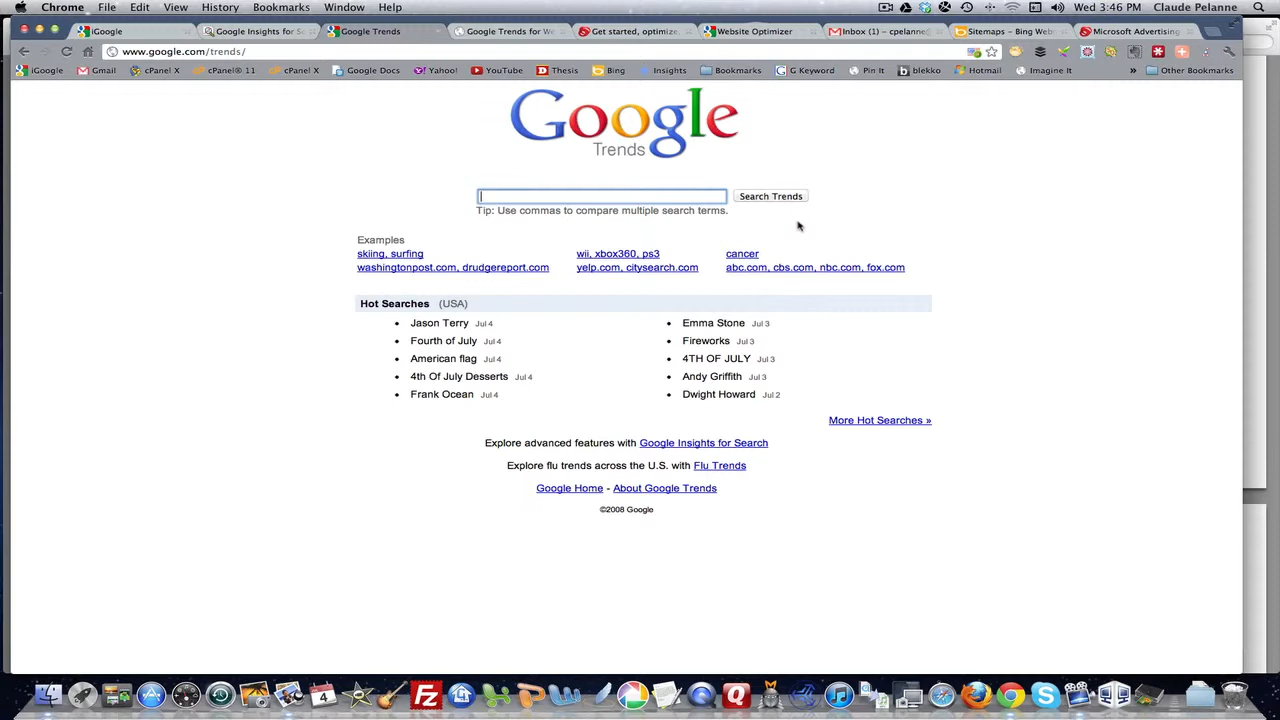 Chrome File Edit View History Bookmarks Window Help Wed 3:46 PM Claude Pelanne
iGoogle Google Insights for Se Google Trends Google Trends for We Get started, optimize Website Optimizer Inbox (1) – cpelanne@ Sitemaps – Bing Web Microsoft Advertising
www.google.com/trends/
iGoogle Gmail cPanel X cPanel® 11 cPanel X Google Docs Yahoo! YouTube Thesis Bing Insights Bookmarks G Keyword Pin It blekko Hotmail Imagine It » Other Bookmarks
Google
Trends
Search Trends
Tip: Use commas to compare multiple search terms.
Examples
skiing, surfing wii, xbox360, ps3 cancer
washingtonpost.com, drudgereport.com yelp.com, citysearch.com abc.com, cbs.com, nbc.com, fox.com
Hot Searches (USA)
Jason Terry Jul 4 Emma Stone Jul 3
Fourth of July Jul 4 Fireworks Jul 3
American flag Jul 4 4TH OF JULY Jul 3
4th Of July Desserts Jul 4 Andy Griffith Jul 3
Frank Ocean Jul 4 Dwight Howard Jul 2
More Hot Searches »
Explore advanced features with Google Insights for Search
Explore flu trends across the U.S. with Flu Trends
Google Home - About Google Trends
©2008 Google